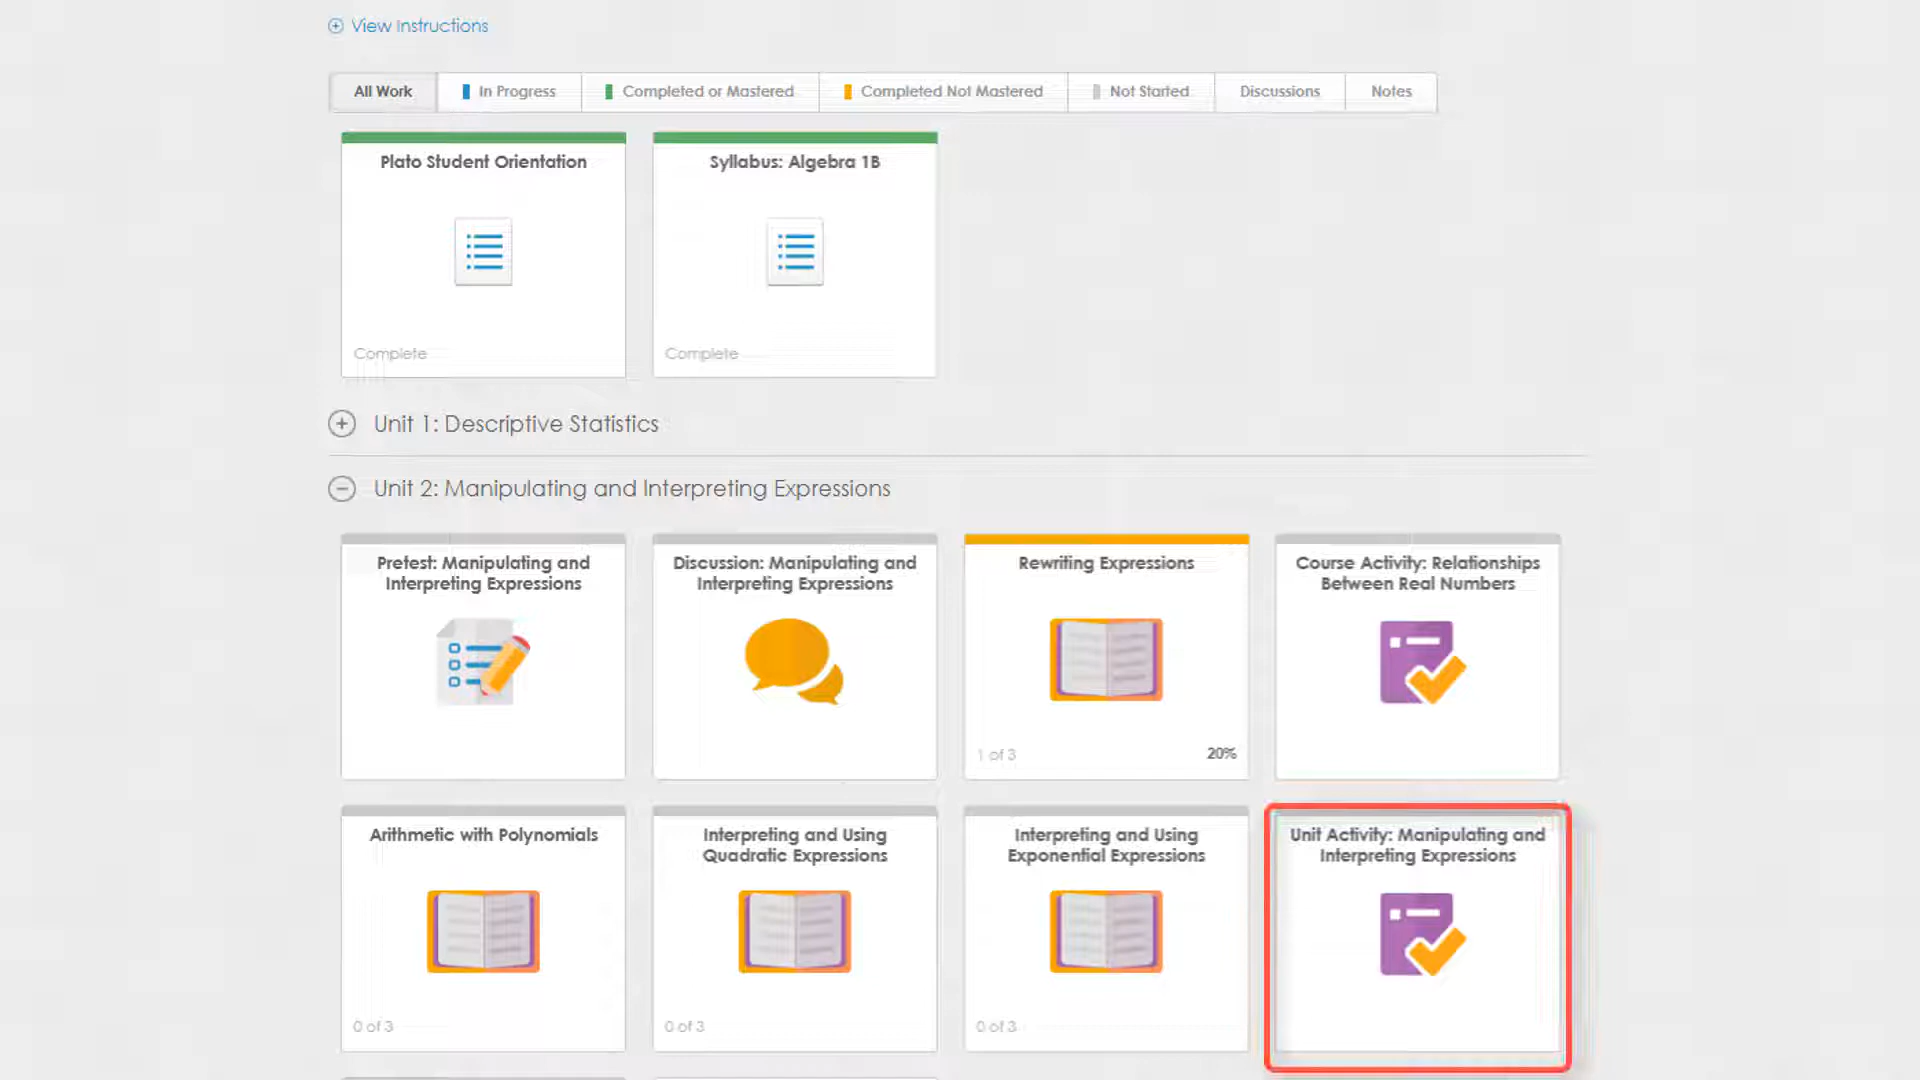 View Instructions
All Work
In Progress
Completed or Mastered
Completed Not Mastered
Not Started
Discussions
Notes
Plato Student Orientation
Complete
Syllabus: Algebra 1B
Complete
Unit 1: Descriptive Statistics
Unit 2: Manipulating and Interpreting Expressions
Pretest: Manipulating and
Interpreting Expressions
Discussion: Manipulating and
Interpreting Expressions
Rewriting Expressions
1 of 3
20%
Course Activity: Relationships
Between Real Numbers
Arithmetic with Polynomials
0 of 3
Interpreting and Using
Quadratic Expressions
0 of 3
Interpreting and Using
Exponential Expressions
0 of 3
Unit Activity: Manipulating and
Interpreting Expressions